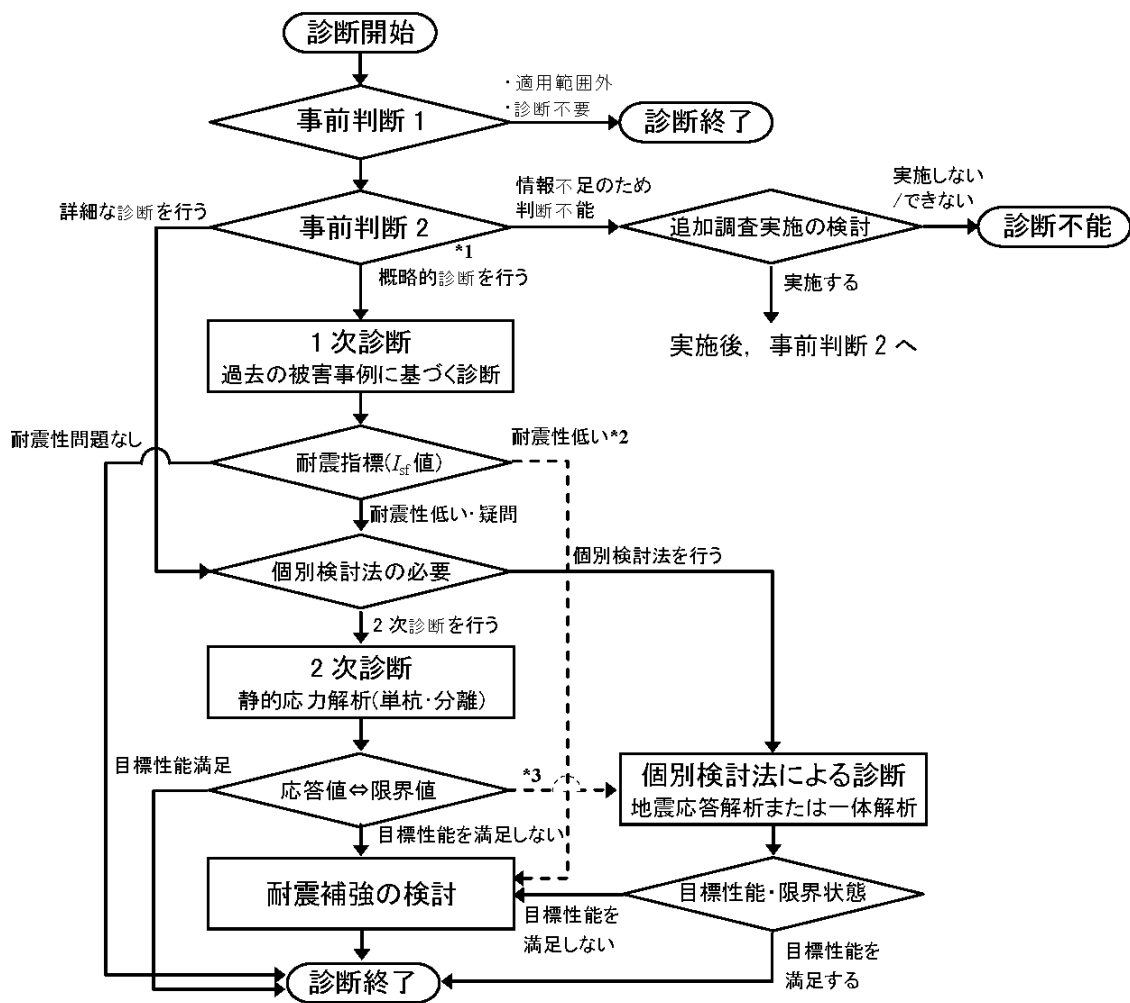 診断開始
・適用範囲外
・診断不要
事前判断1
診断終了
詳細な診断を行う
事前判断2
*1
情報不足のため
判断不能
追加調査実施の検討
実施しない
/できない
診断不能
概略的診断を行う
実施する
実施後，事前判断2へ
1次診断
過去の被害事例に基づく診断
耐震性問題なし
耐震指標(Isf値)
耐震性低い*2
耐震性低い・疑問
個別検討法の必要
個別検討法を行う
2次診断を行う
2次診断
静的応力解析(単杭・分離)
目標性能満足
応答値⇔限界値
*3
個別検討法による診断
地震応答解析または一体解析
目標性能を満足しない
耐震補強の検討
目標性能・限界状態
目標性能を
満足しない
目標性能を
満足する
診断終了